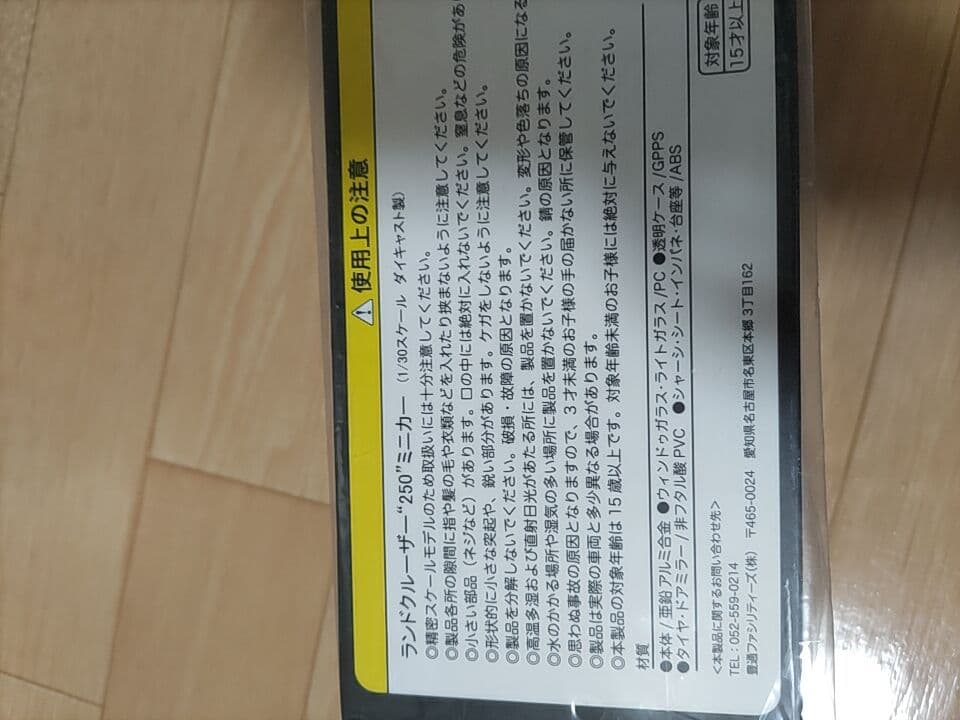 ⚠ 使用上の注意
ランドクルーザー“250”ミニカー （1/30スケール ダイキャスト製）
◎精密スケールモデルのため取扱いには十分注意してください。
◎製品各所の隙間に指や髪の毛や衣類などを入れたり挟まないように注意してください。
◎小さい部品（ネジなど）があります。口の中には絶対に入れないでください。窒息などの危険があ
◎形状的に小さな突起や、鋭い部分があります。ケガをしないように注意してください。
◎製品を分解しないでください。破損・故障の原因となります。
◎高温多湿および直射日光があたる所には、製品を置かないでください。変形や色落ちの原因になる
◎水のかかる場所や湿気の多い場所に製品を置かないでください。錆の原因となります。
◎思わぬ事故の原因となりますので、3才未満のお子様の手の届かない所に保管してください。
◎製品は実際の車両と多少異なる場合があります。
◎本製品の対象年齢は15歳以上です。対象年齢未満のお子様には絶対に与えないでください。
材質
●本体/亜鉛 アルミ合金 ●ウィンドゥガラス・ライトガラス/PC ●透明ケース/GPPS
●タイヤ・ドアミラー/非フタル酸PVC ●シャーシ・シート・インパネ・台座等/ABS
対象年齢
15才以上
＜本製品に関するお問い合わせ先＞
TEL：052-559-0214
豊通ファシリティーズ(株) 〒465-0024 愛知県名古屋市名東区本郷3丁目162